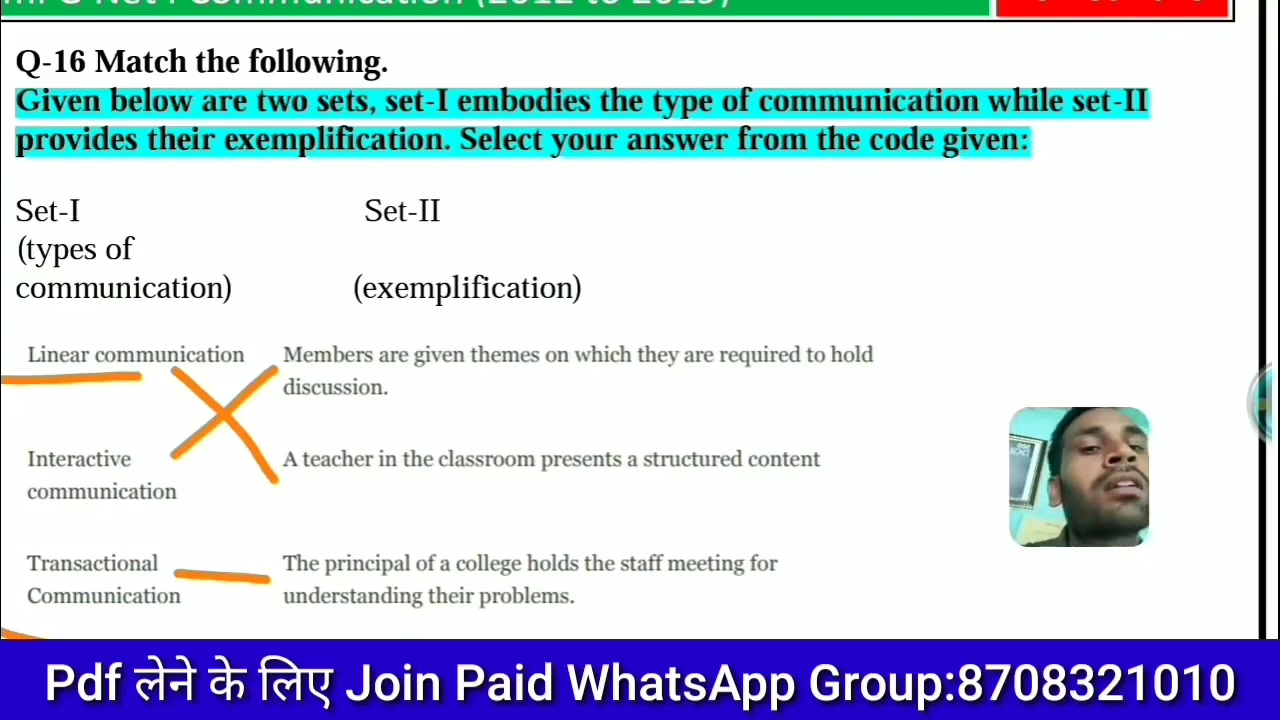 Communication (2012 to 2019)
Q-16 Match the following.
Given below are two sets, set-I embodies the type of communication while set-II
provides their exemplification. Select your answer from the code given:
Set-I Set-II
(types of
communication) (exemplification)
Linear communication Members are given themes on which they are required to hold
discussion.
Interactive A teacher in the classroom presents a structured content
communication
Transactional The principal of a college holds the staff meeting for
Communication understanding their problems.
Pdf लेने के लिए Join Paid WhatsApp Group:8708321010